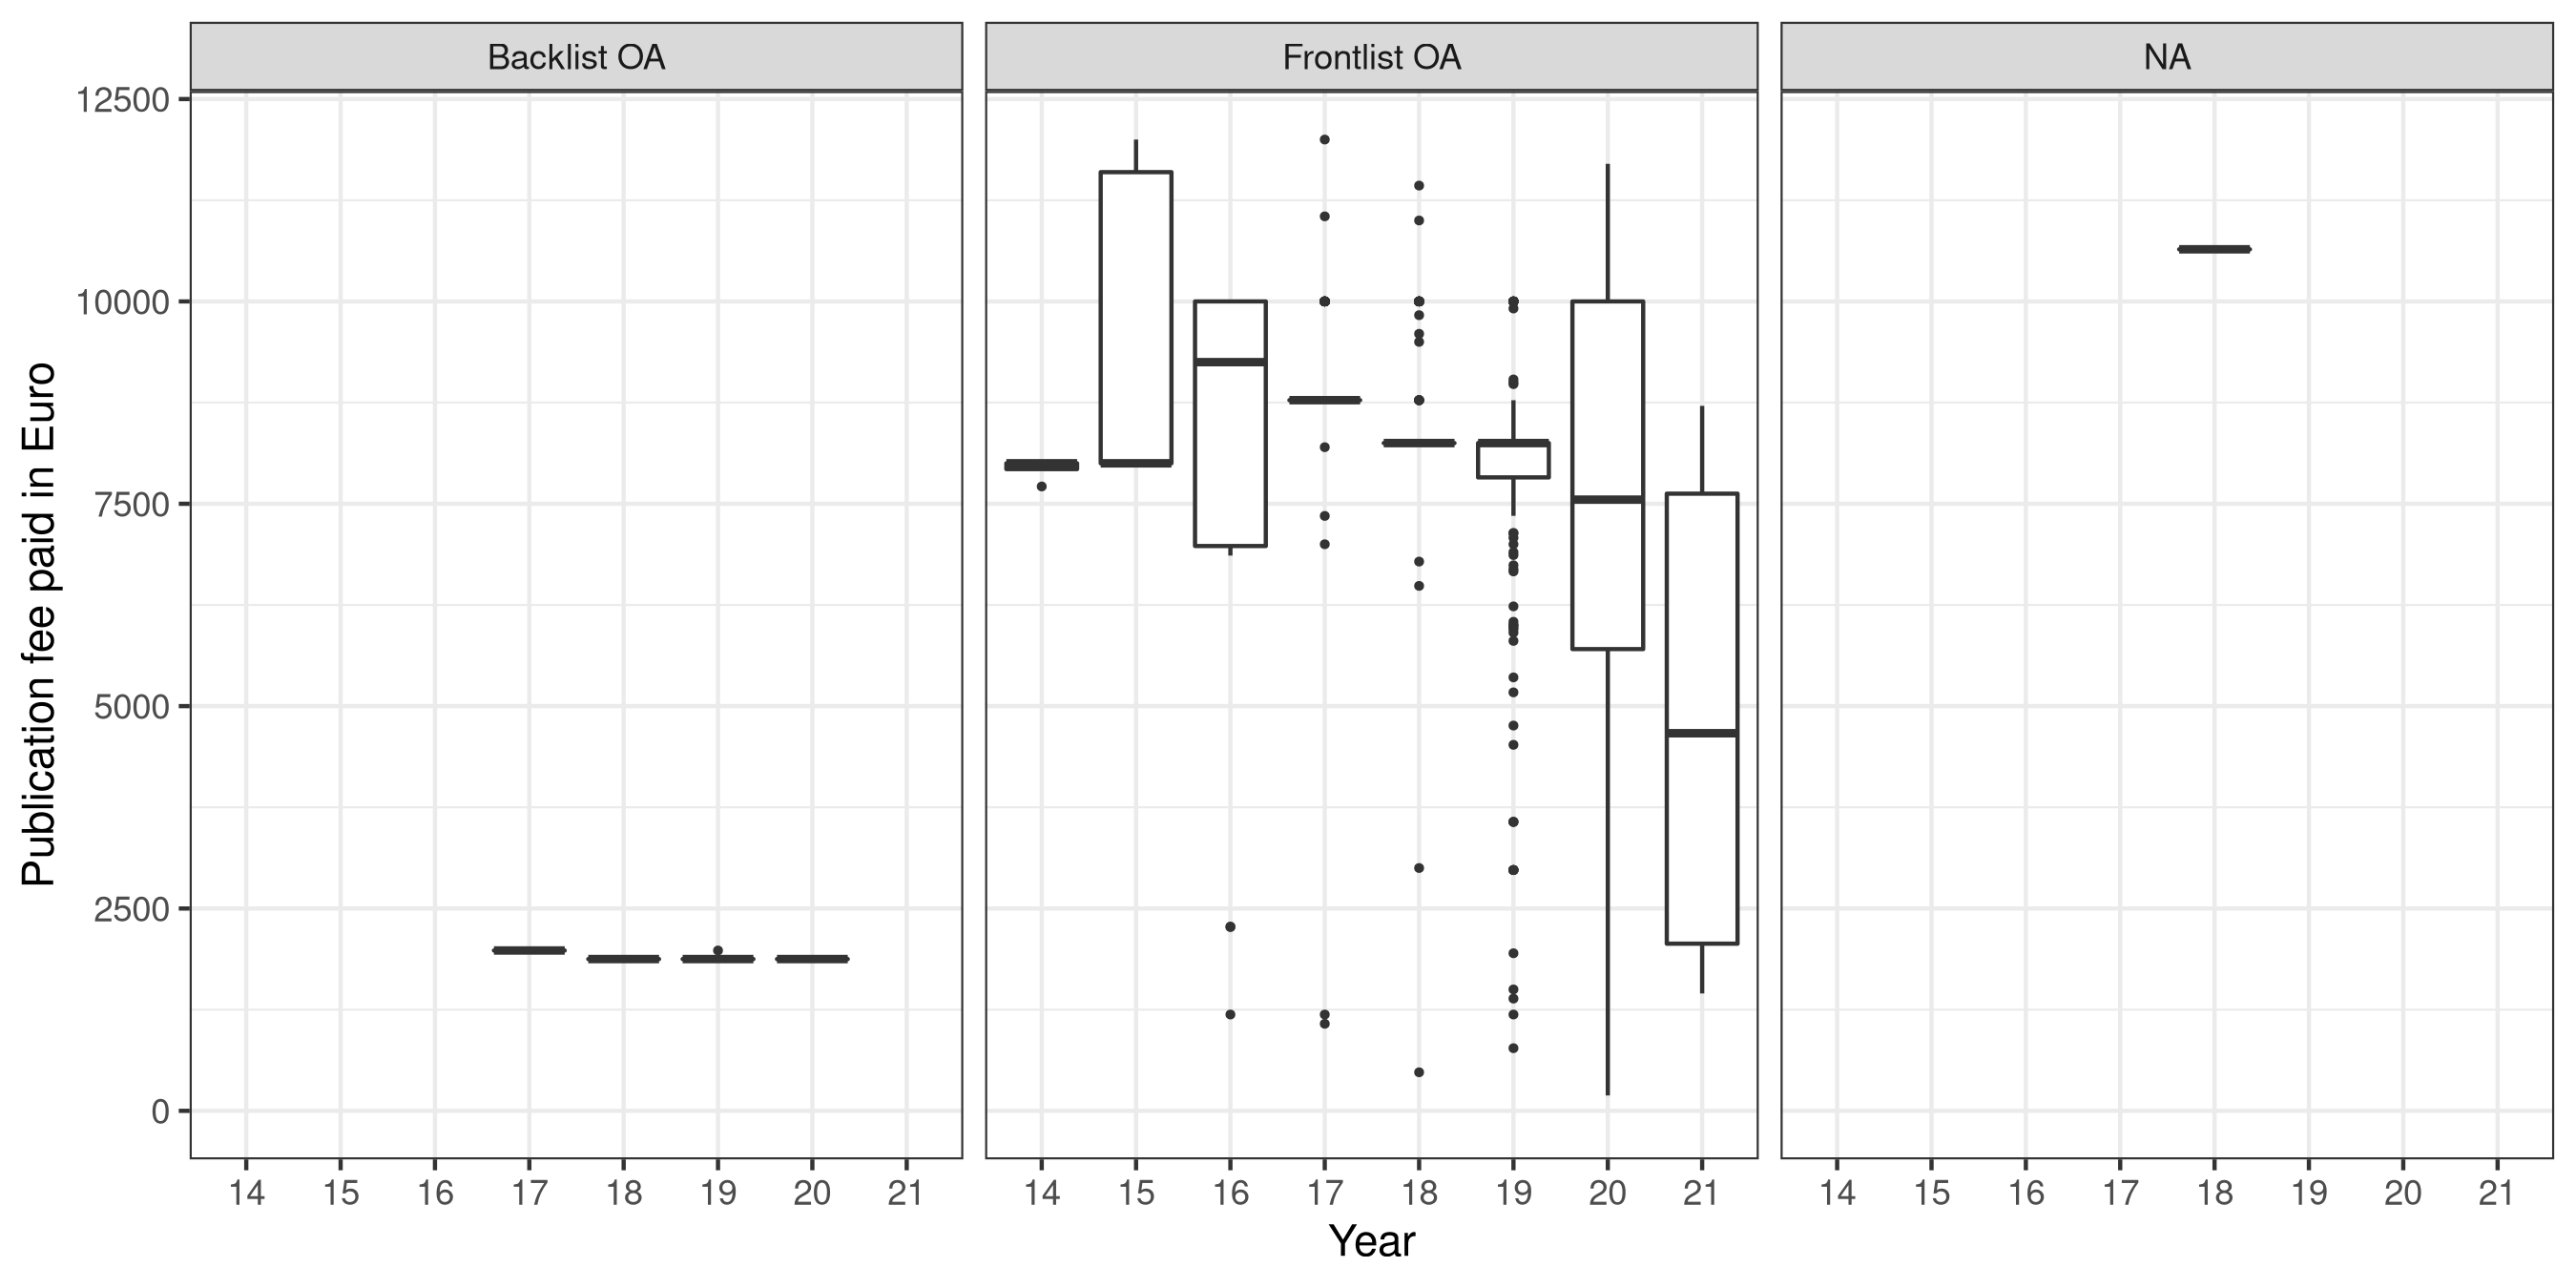 Backlist OA
Frontlist OA
NA
Publication fee paid in Euro
12500
10000
7500
5000
2500
0
14 15 16 17 18 19 20 21
14 15 16 17 18 19 20 21
14 15 16 17 18 19 20 21
Year